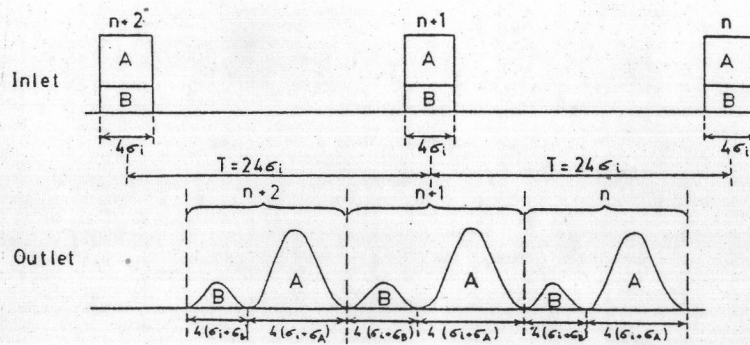 n+2 n+1 n
A A A
Inlet
B B B
4σi 4σi 4σi
T=24σi T=24σi
n+2 n+1 n
Outlet
B A B A B A
4(σi+σb) 4(σi+σA) 4(σi+σB) 4(σi+σA) 4(σi+σb) 4(σi+σA)